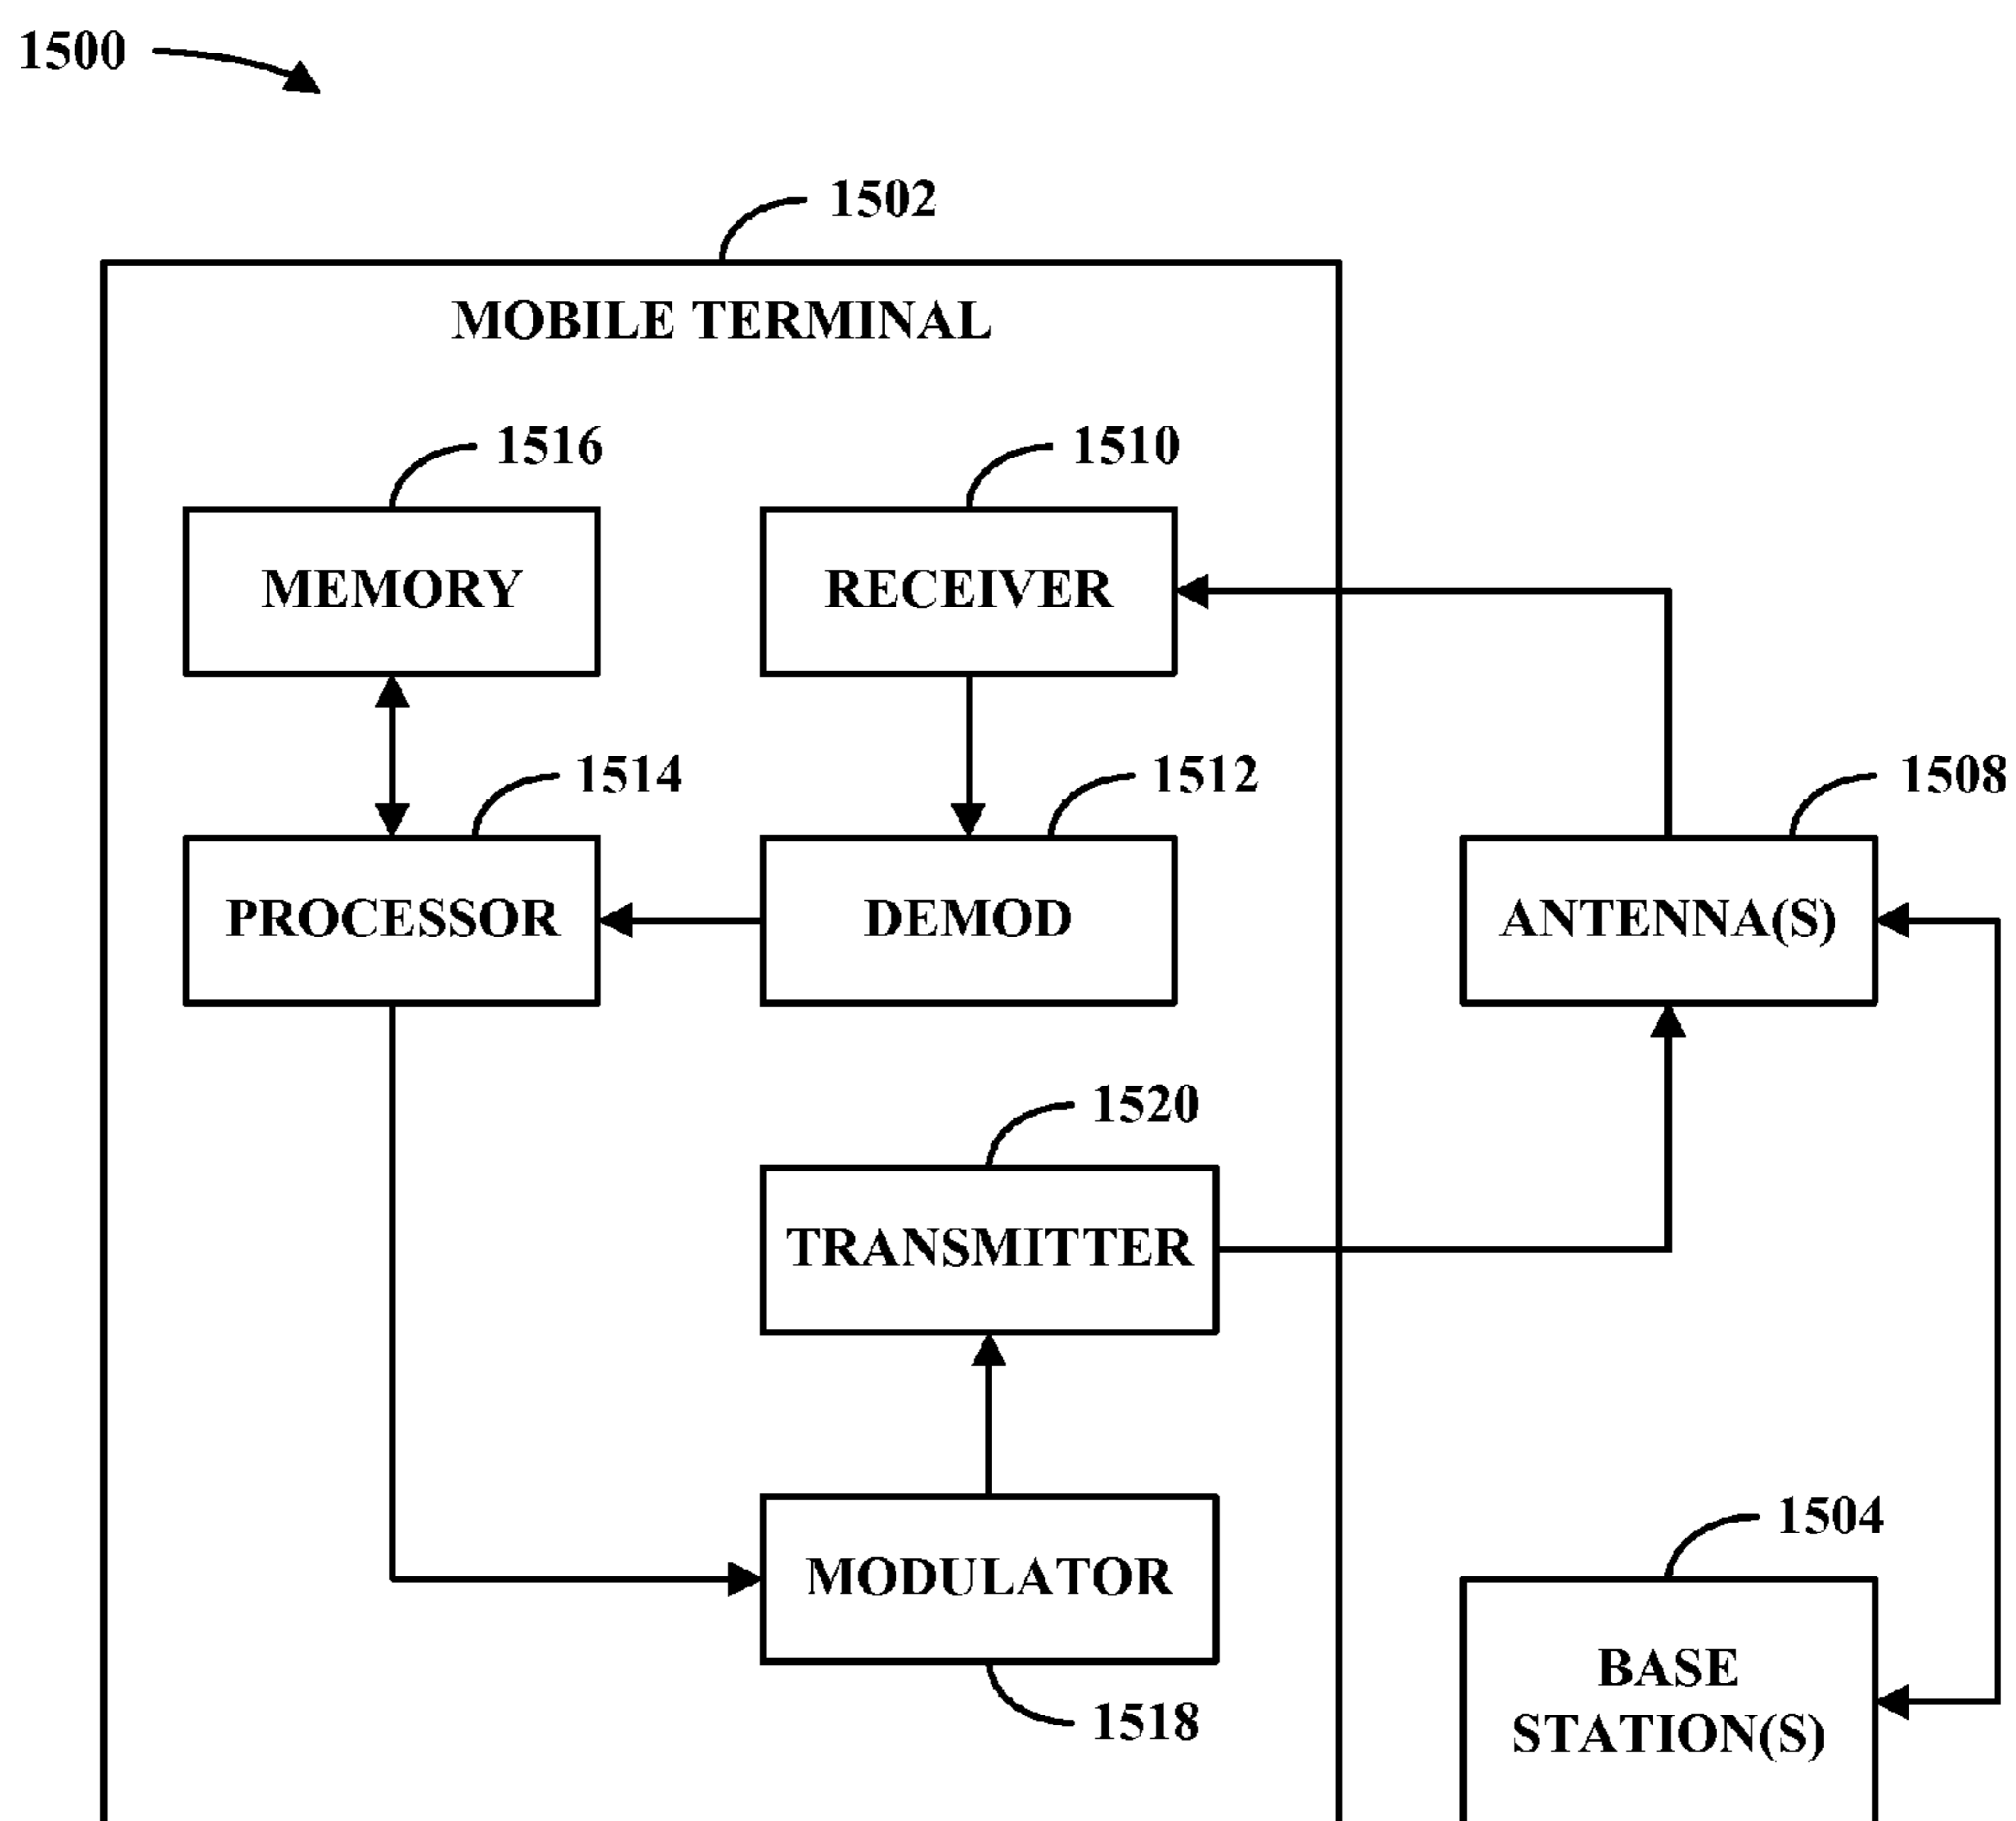 1500
1502
MOBILE TERMINAL
1516
1510
MEMORY
RECEIVER
1514
1512
1508
PROCESSOR
DEMOD
ANTENNA(S)
1520
TRANSMITTER
1504
MODULATOR
BASE
STATION(S)
1518